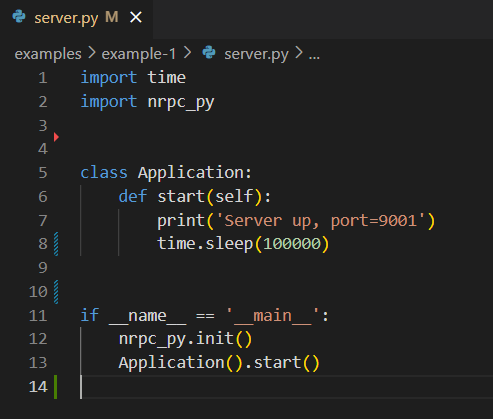 server.py M ×
examples > example-1 > server.py > ...
1 import time
2 import nrpc_py
3
4
5 class Application:
6     def start(self):
7         print('Server up, port=9001')
8         time.sleep(100000)
9
10
11 if __name__ == '__main__':
12     nrpc_py.init()
13     Application().start()
14